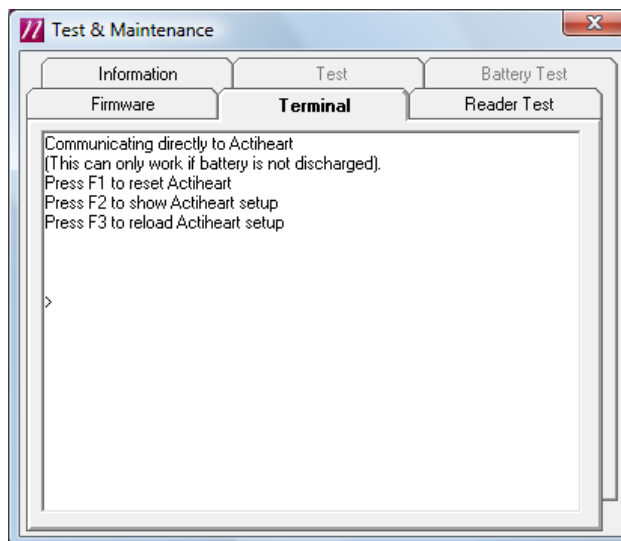 Test & Maintenance
Information Test Battery Test
Firmware Terminal Reader Test
Communicating directly to Actiheart
(This can only work if battery is not discharged).
Press F1 to reset Actiheart
Press F2 to show Actiheart setup
Press F3 to reload Actiheart setup
>